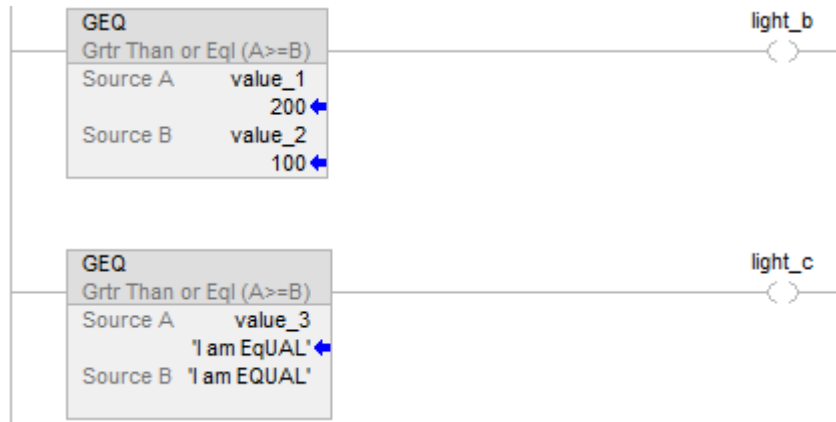 GEQ
light_b
Grtr Than or Eql (A>=B)
Source A value_1
200
Source B value_2
100
GEQ
light_c
Grtr Than or Eql (A>=B)
Source A value_3
'I am EqUAL'
Source B 'I am EQUAL'